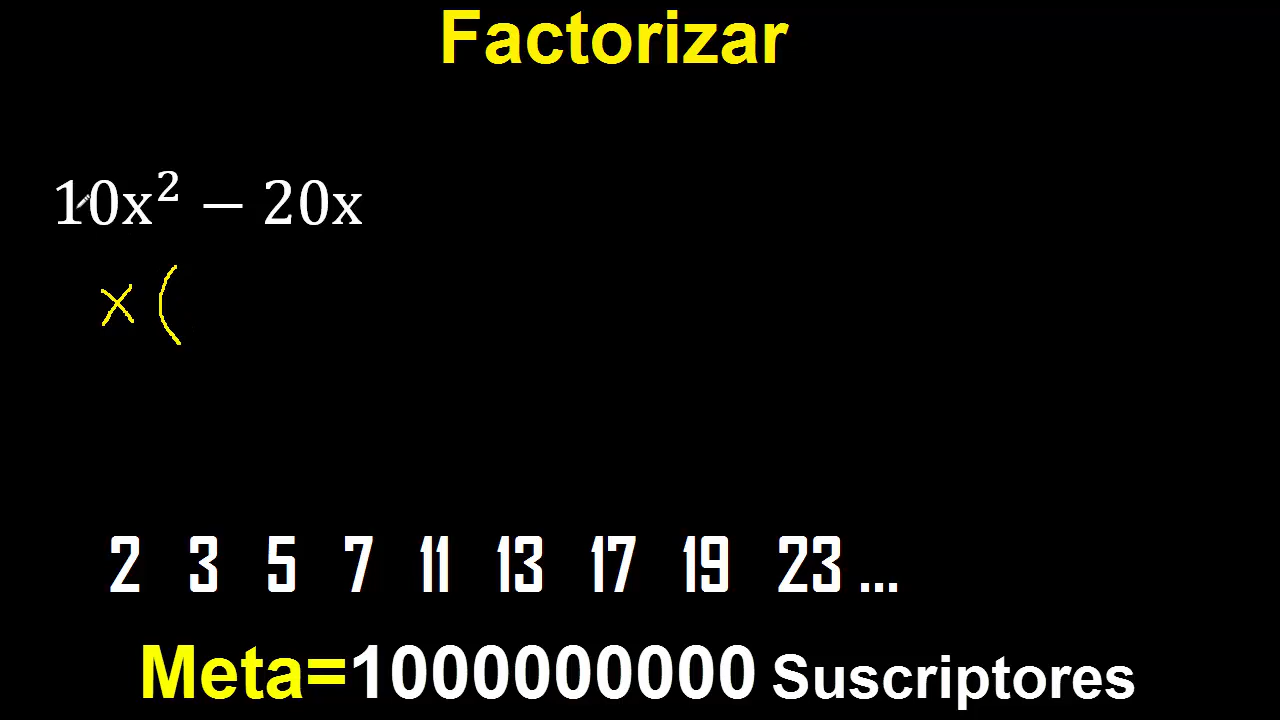 Factorizar
10x² − 20x
x (
2 3 5 7 11 13 17 19 23 ...
Meta=1000000000 Suscriptores